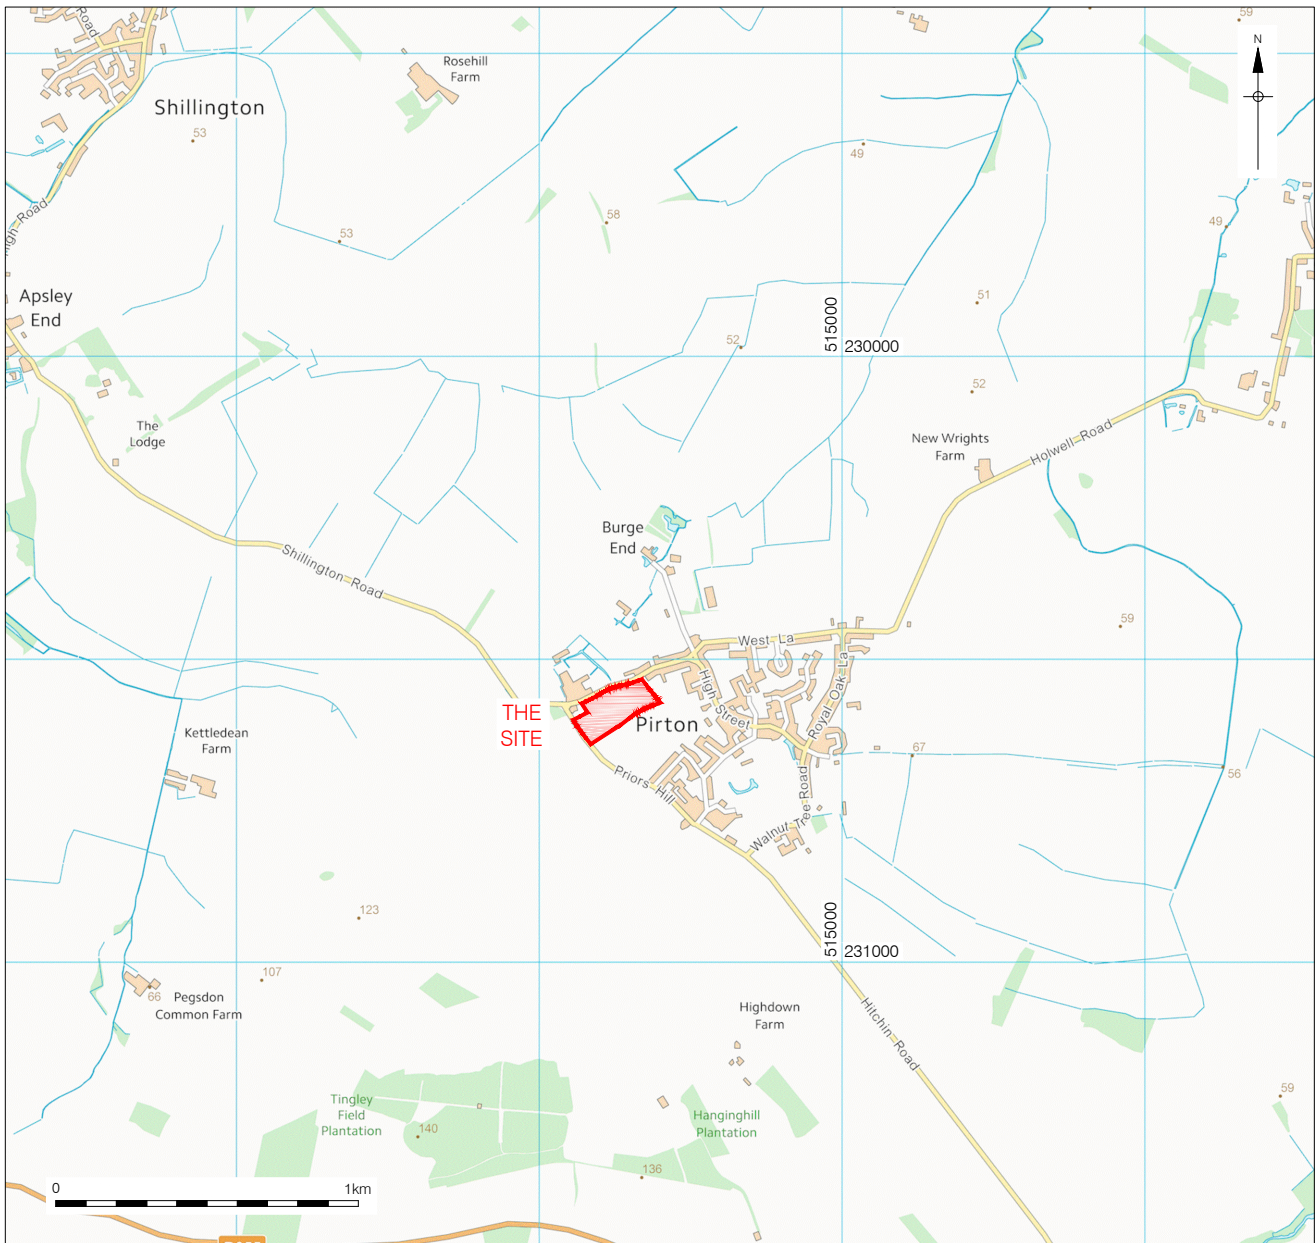 Road
59
N
Rosehill
Farm
Shillington
53
49
High Road
58
49
53
Apsley
End
51
515000
230000
52
52
The
Lodge
New Wrights
Farm
Holwell Road
Burge
End
Shillington Road
59
West La
High Street
Royal Oak La
THE
SITE
Pirton
Kettledean
Farm
67
56
Priors Hill
Walnut Tree Road
123
515000
231000
107
66
Pegsdon
Common Farm
Highdown
Farm
Hitchin Road
Tingley
Field
Plantation
140
Hanginghill
Plantation
59
136
0
1km